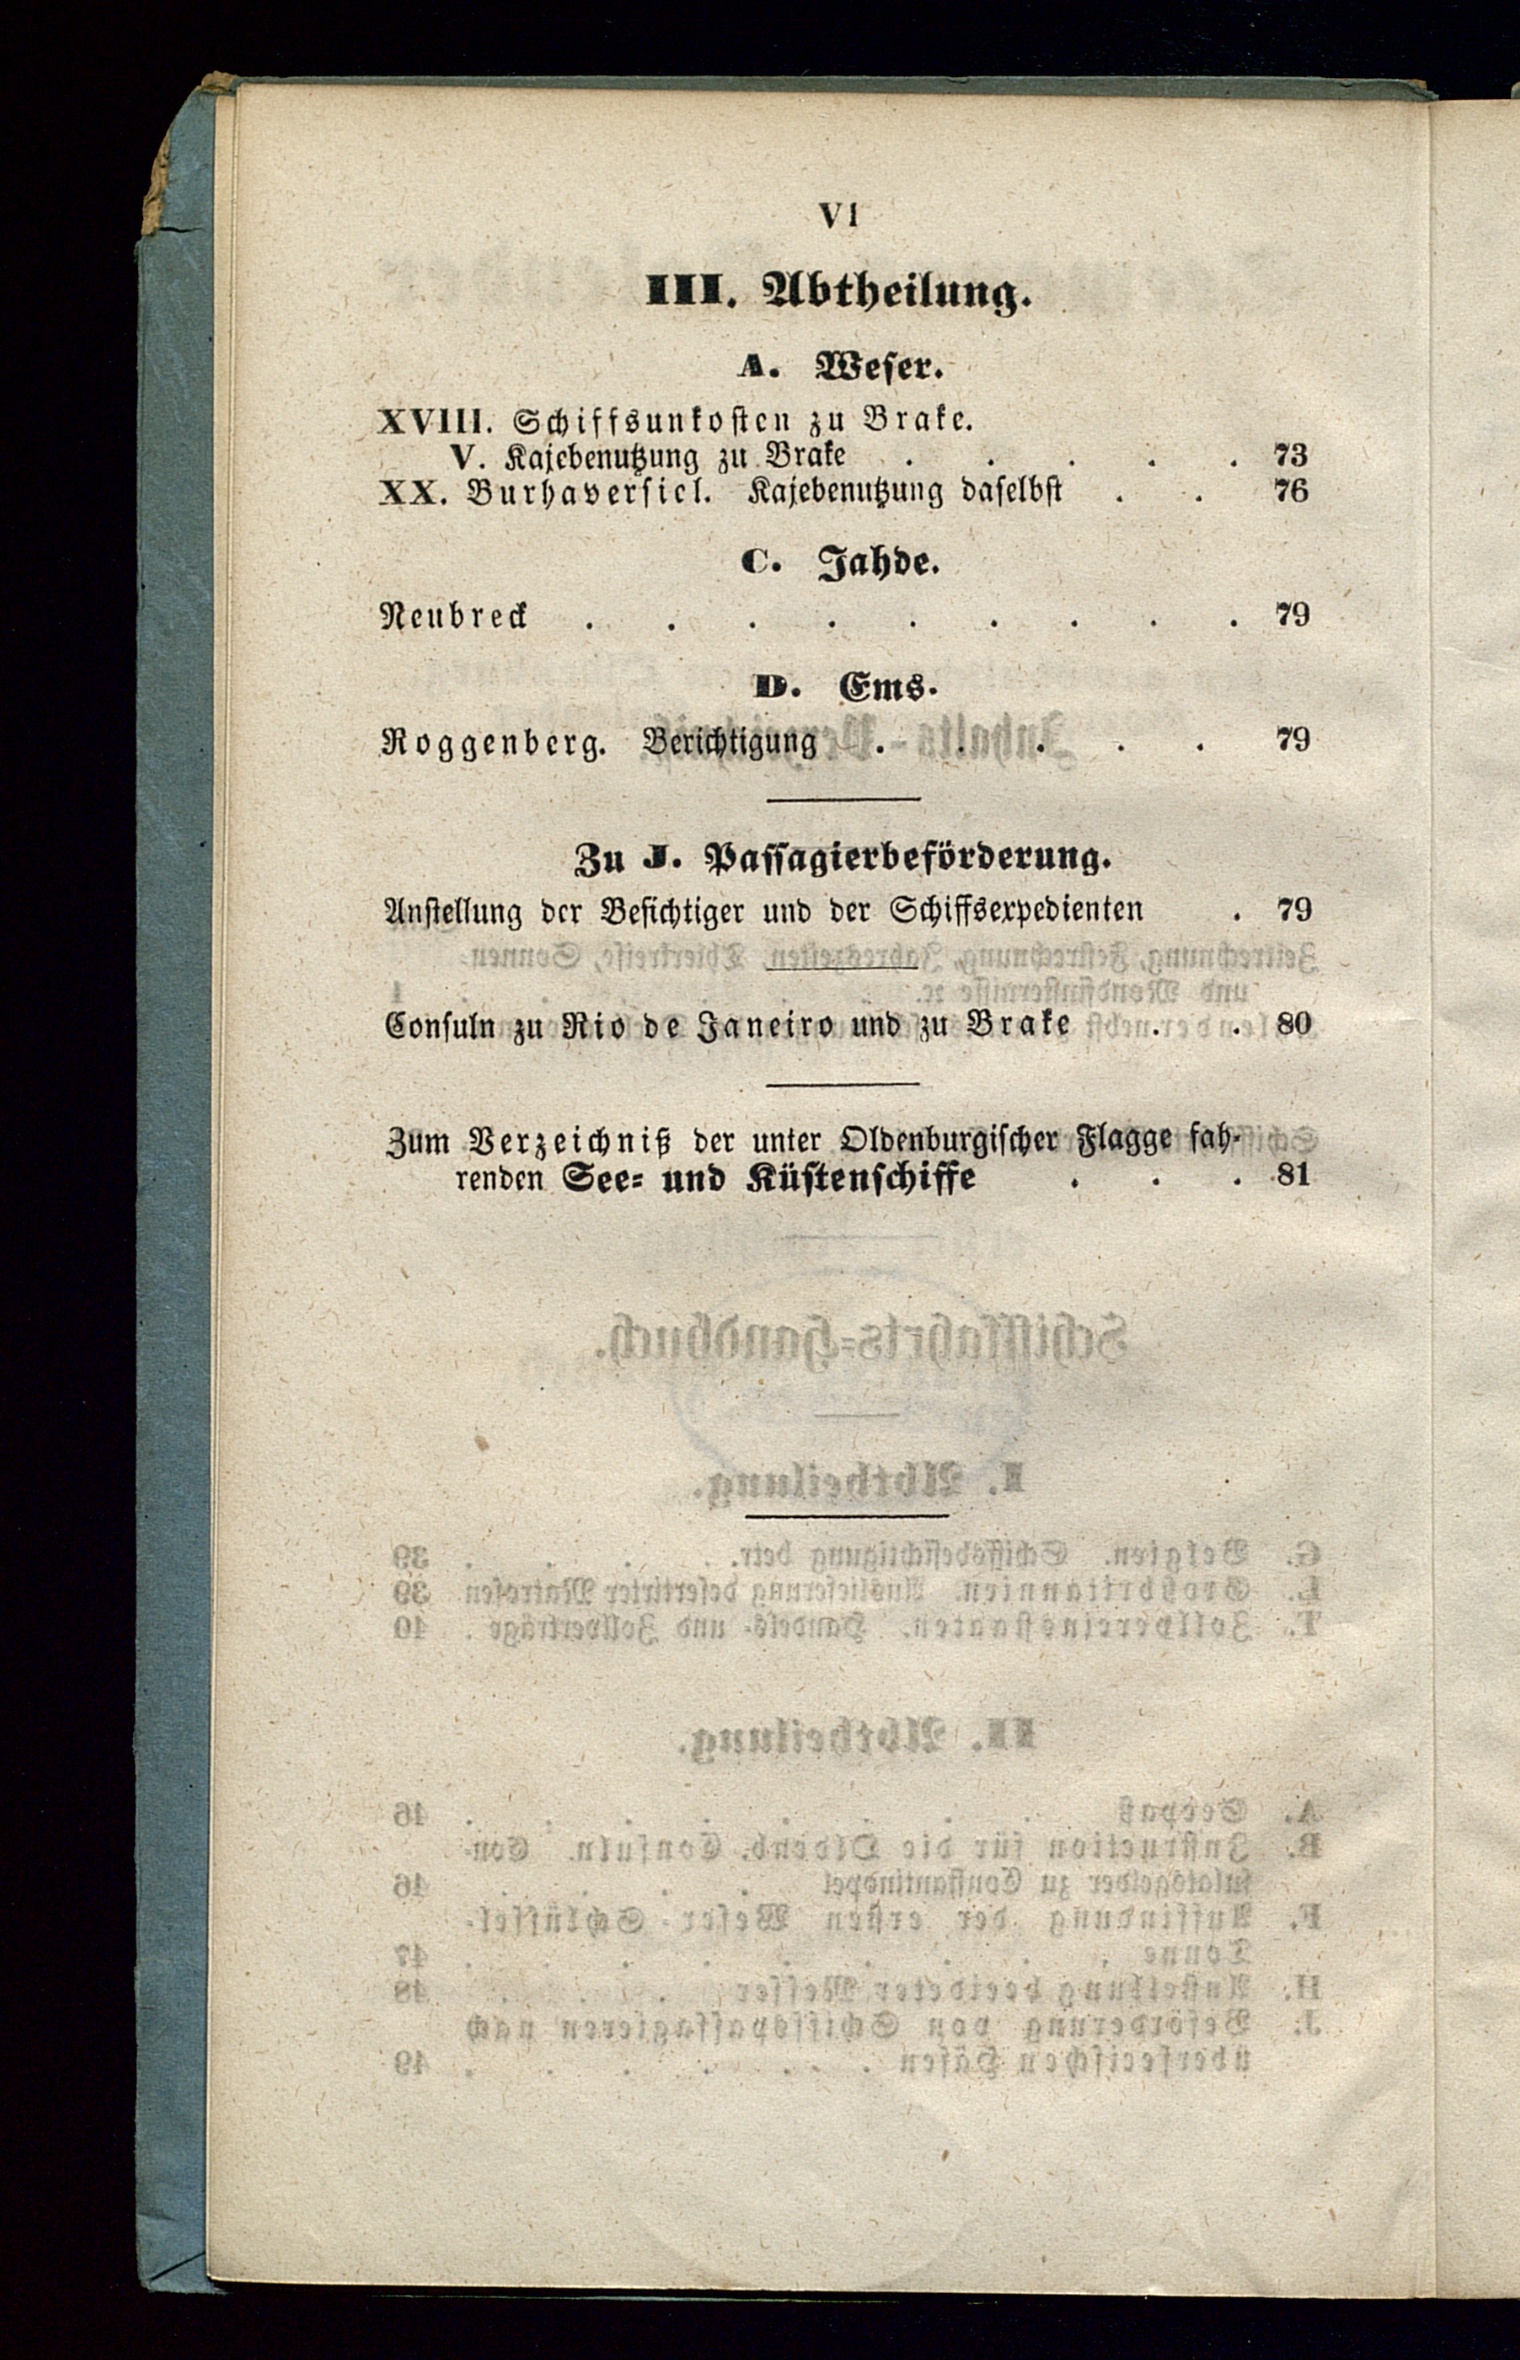 VI
III. Abtheilung.
A. Weser.
XVIII. Schiffsunkosten zu Brake.
V. Kajebenutzung zu Brake . . . . . 73
XX. Burhaversiel. Kajebenutzung daselbst . . 76
C. Jahde.
Neubreck . . . . . . . . . 79
D. Ems.
Roggenberg. Berichtigung . . . . . 79
Zu J. Passagierbeförderung.
Anstellung der Besichtiger und der Schiffsexpedienten . 79
Consuln zu Rio de Janeiro und zu Brake . . 80
Zum Verzeichniß der unter Oldenburgischer Flagge fah-
renden See- und Küstenschiffe . . . 81